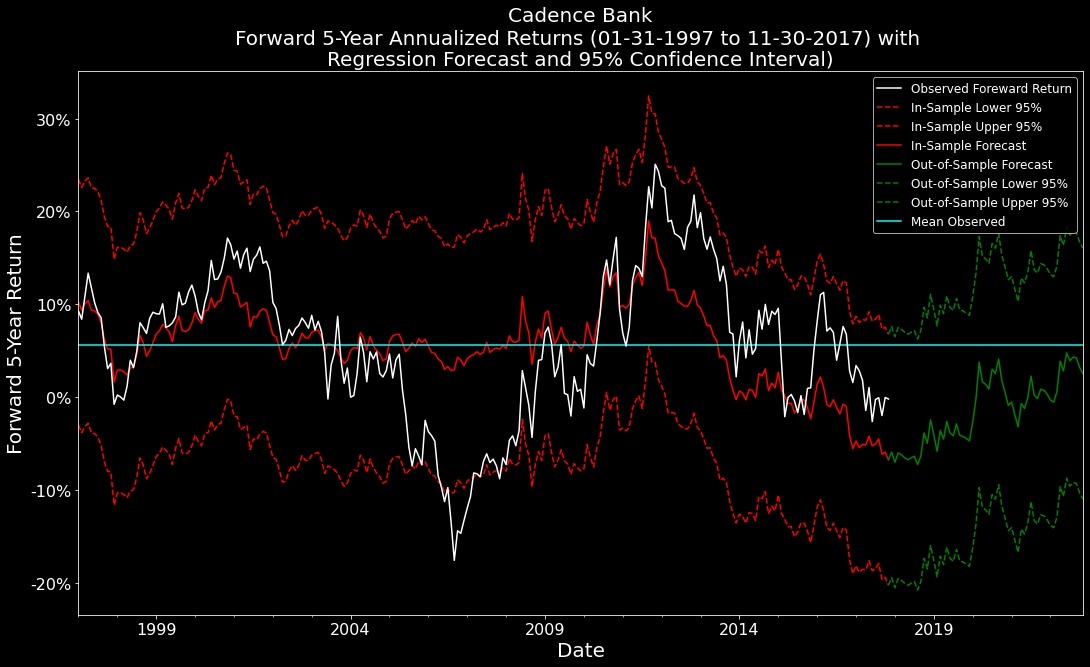 Cadence Bank
Forward 5-Year Annualized Returns (01-31-1997 to 11-30-2017) with
Regression Forecast and 95% Confidence Interval)
Observed Foreward Return
In-Sample Lower 95%
In-Sample Upper 95%
In-Sample Forecast
Out-of-Sample Forecast
Out-of-Sample Lower 95%
Out-of-Sample Upper 95%
Mean Observed
Forward 5-Year Return
30%
20%
10%
0%
-10%
-20%
1999
2004
2009
2014
2019
Date